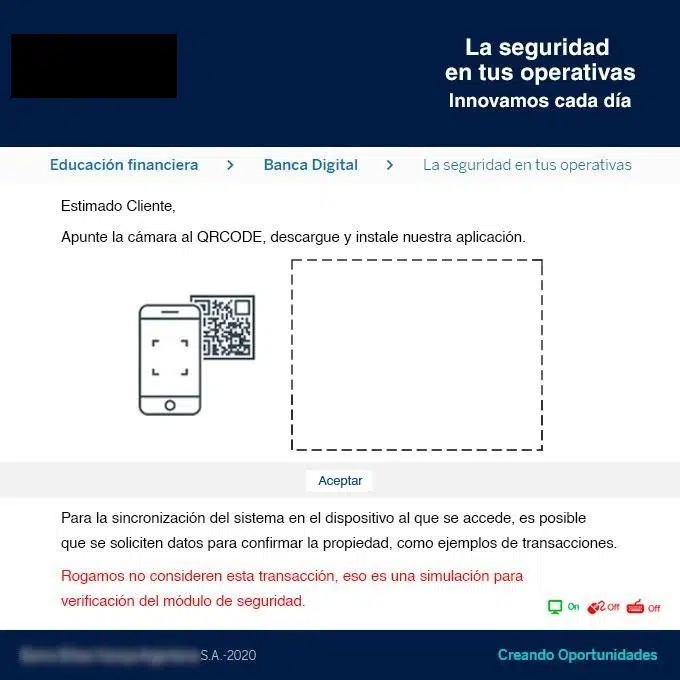 La seguridad
en tus operativas
Innovamos cada día
Educación financiera > Banca Digital > La seguridad en tus operativas
Estimado Cliente,
Apunte la cámara al QRCODE, descargue y instale nuestra aplicación.
Aceptar
Para la sincronización del sistema en el dispositivo al que se accede, es posible
que se soliciten datos para confirmar la propiedad, como ejemplos de transacciones.
Rogamos no consideren esta transacción, eso es una simulación para
verificación del módulo de seguridad.
On Off Off
S.A.-2020
Creando Oportunidades